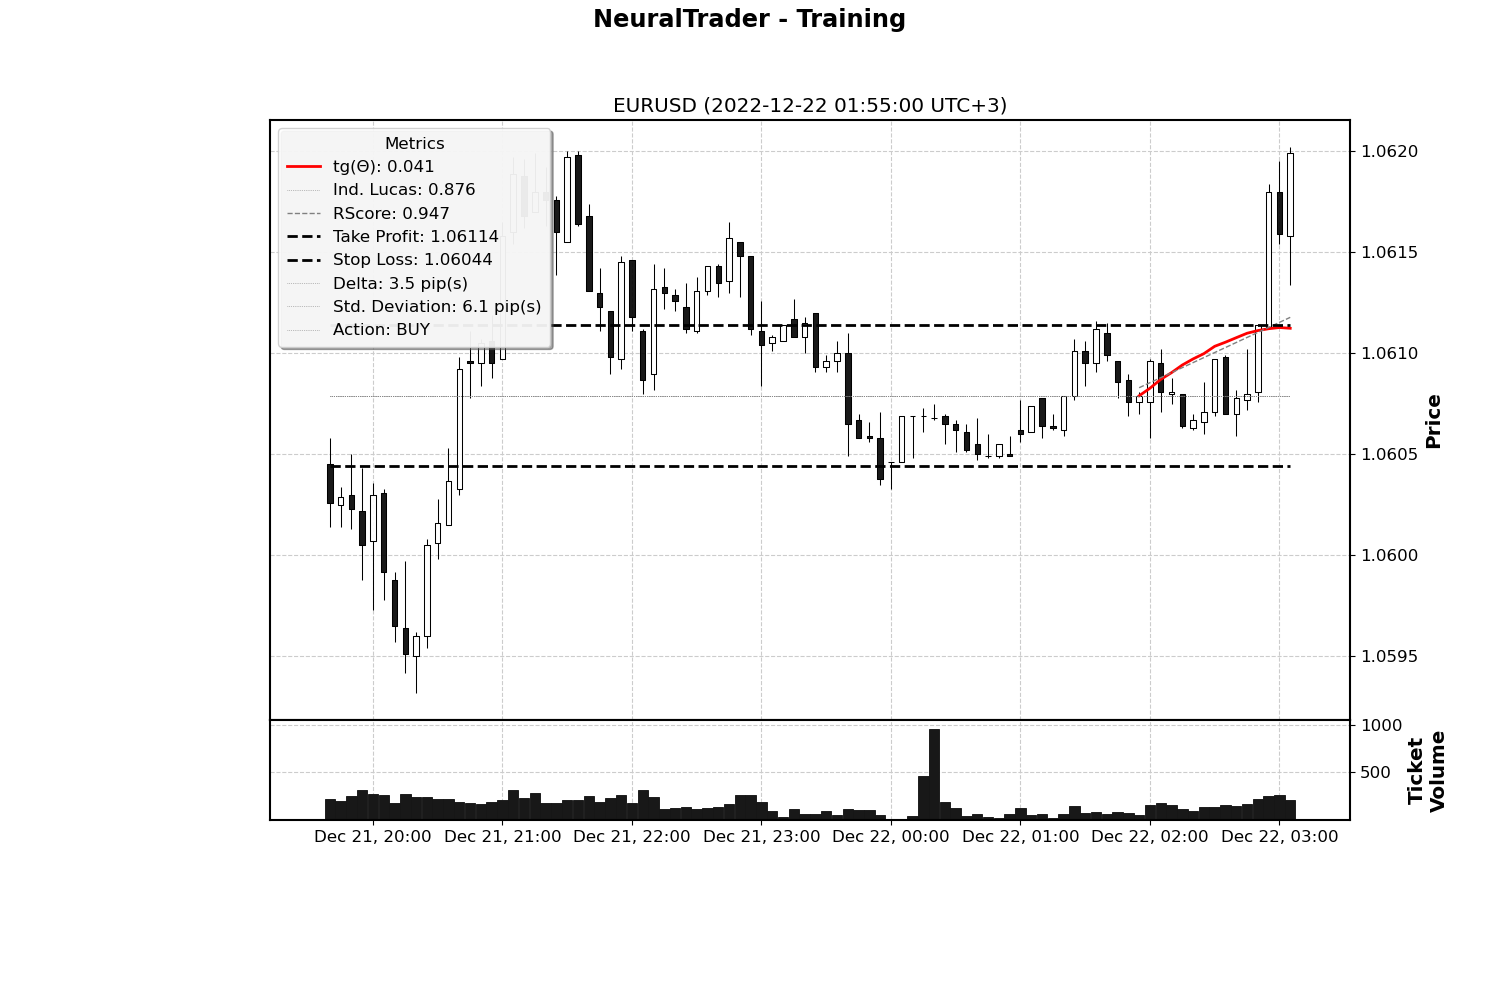 NeuralTrader - Training
EURUSD (2022-12-22 01:55:00 UTC+3)
Metrics
tg(Θ): 0.041
Ind. Lucas: 0.876
RScore: 0.947
Take Profit: 1.06114
Stop Loss: 1.06044
Delta: 3.5 pip(s)
Std. Deviation: 6.1 pip(s)
Action: BUY
1.0620
1.0615
1.0610
1.0605
1.0600
1.0595
Price
1000
500
Ticket
Volume
Dec 21, 20:00 Dec 21, 21:00 Dec 21, 22:00 Dec 21, 23:00 Dec 22, 00:00 Dec 22, 01:00 Dec 22, 02:00 Dec 22, 03:00